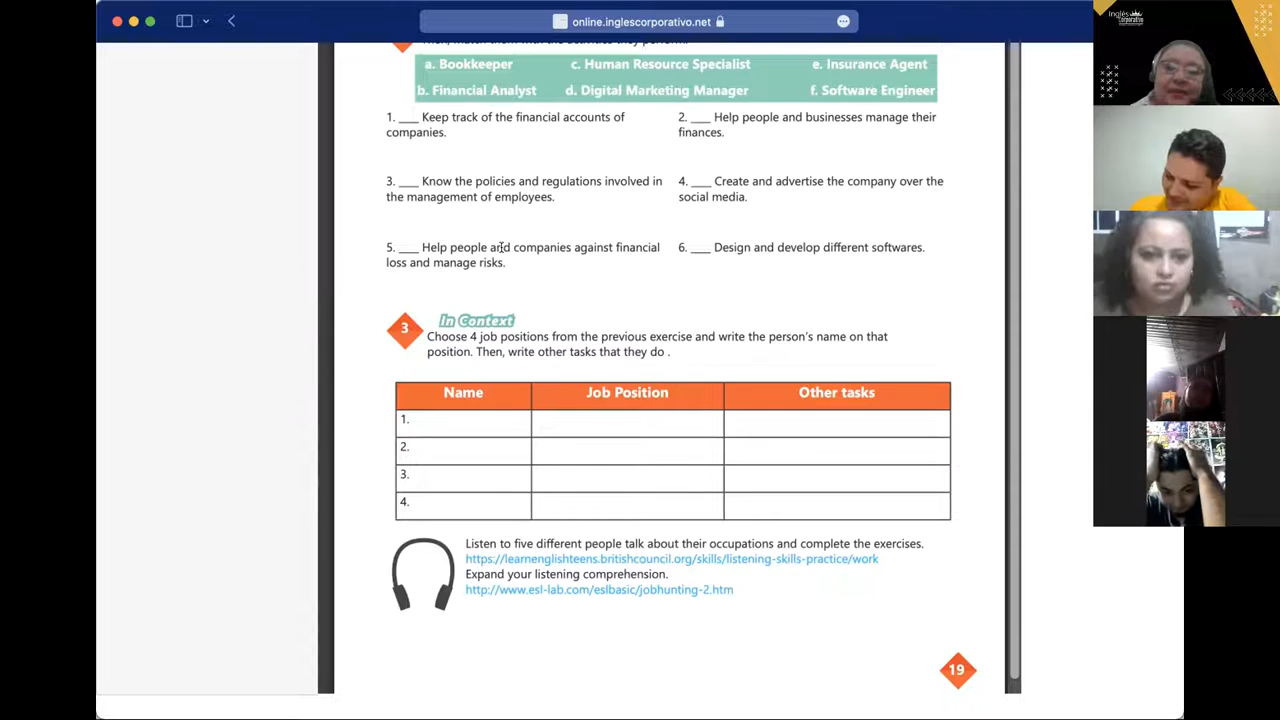 online.inglescorporativo.net
Inglés
Corporativo
a. Bookkeeper c. Human Resource Specialist e. Insurance Agent
b. Financial Analyst d. Digital Marketing Manager f. Software Engineer
1. ___ Keep track of the financial accounts of companies.
2. ___ Help people and businesses manage their finances.
3. ___ Know the policies and regulations involved in the management of employees.
4. ___ Create and advertise the company over the social media.
5. ___ Help people and companies against financial loss and manage risks.
6. ___ Design and develop different softwares.
3 In Context
Choose 4 job positions from the previous exercise and write the person's name on that
position. Then, write other tasks that they do .
Name Job Position Other tasks
1.
2.
3.
4.
Listen to five different people talk about their occupations and complete the exercises.
https://learnenglishteens.britishcouncil.org/skills/listening-skills-practice/work
Expand your listening comprehension.
http://www.esl-lab.com/eslbasic/jobhunting-2.htm
19